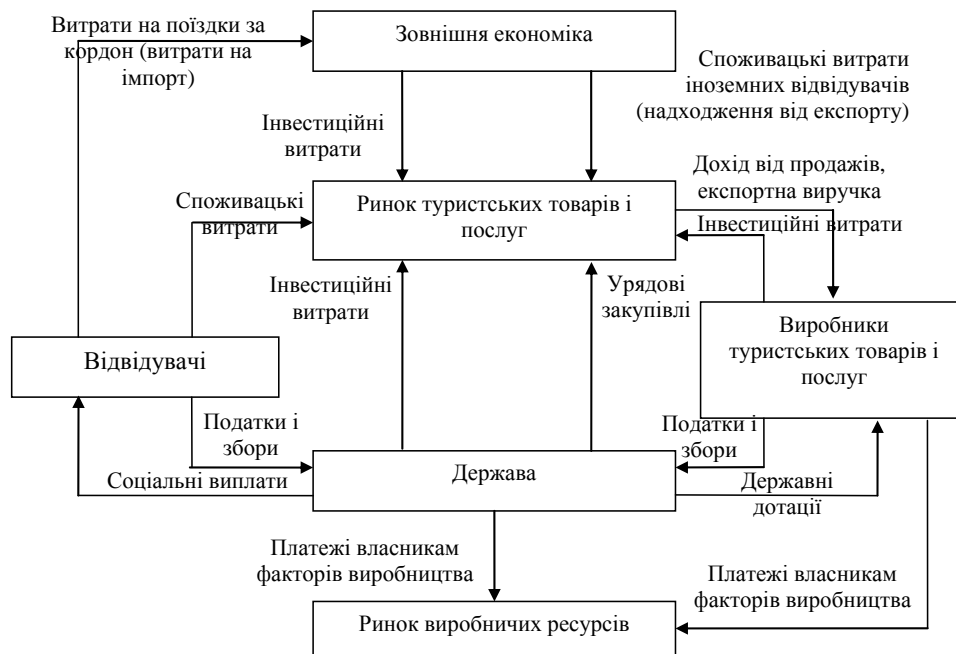 Витрати на поїздки за
кордон (витрати на
імпорт)
Зовнішня економіка
Споживацькі витрати
іноземних відвідувачів
(надходження від експорту)
Інвестиційні
витрати
Дохід від продажів,
експортна виручка
Споживацькі
витрати
Ринок туристських товарів і
послуг
Інвестиційні витрати
Інвестиційні
витрати
Урядові
закупівлі
Виробники
туристських товарів і
послуг
Відвідувачі
Податки і
збори
Податки і
збори
Соціальні виплати
Держава
Державні
дотації
Платежі власникам
факторів виробництва
Платежі власникам
факторів виробництва
Ринок виробничих ресурсів